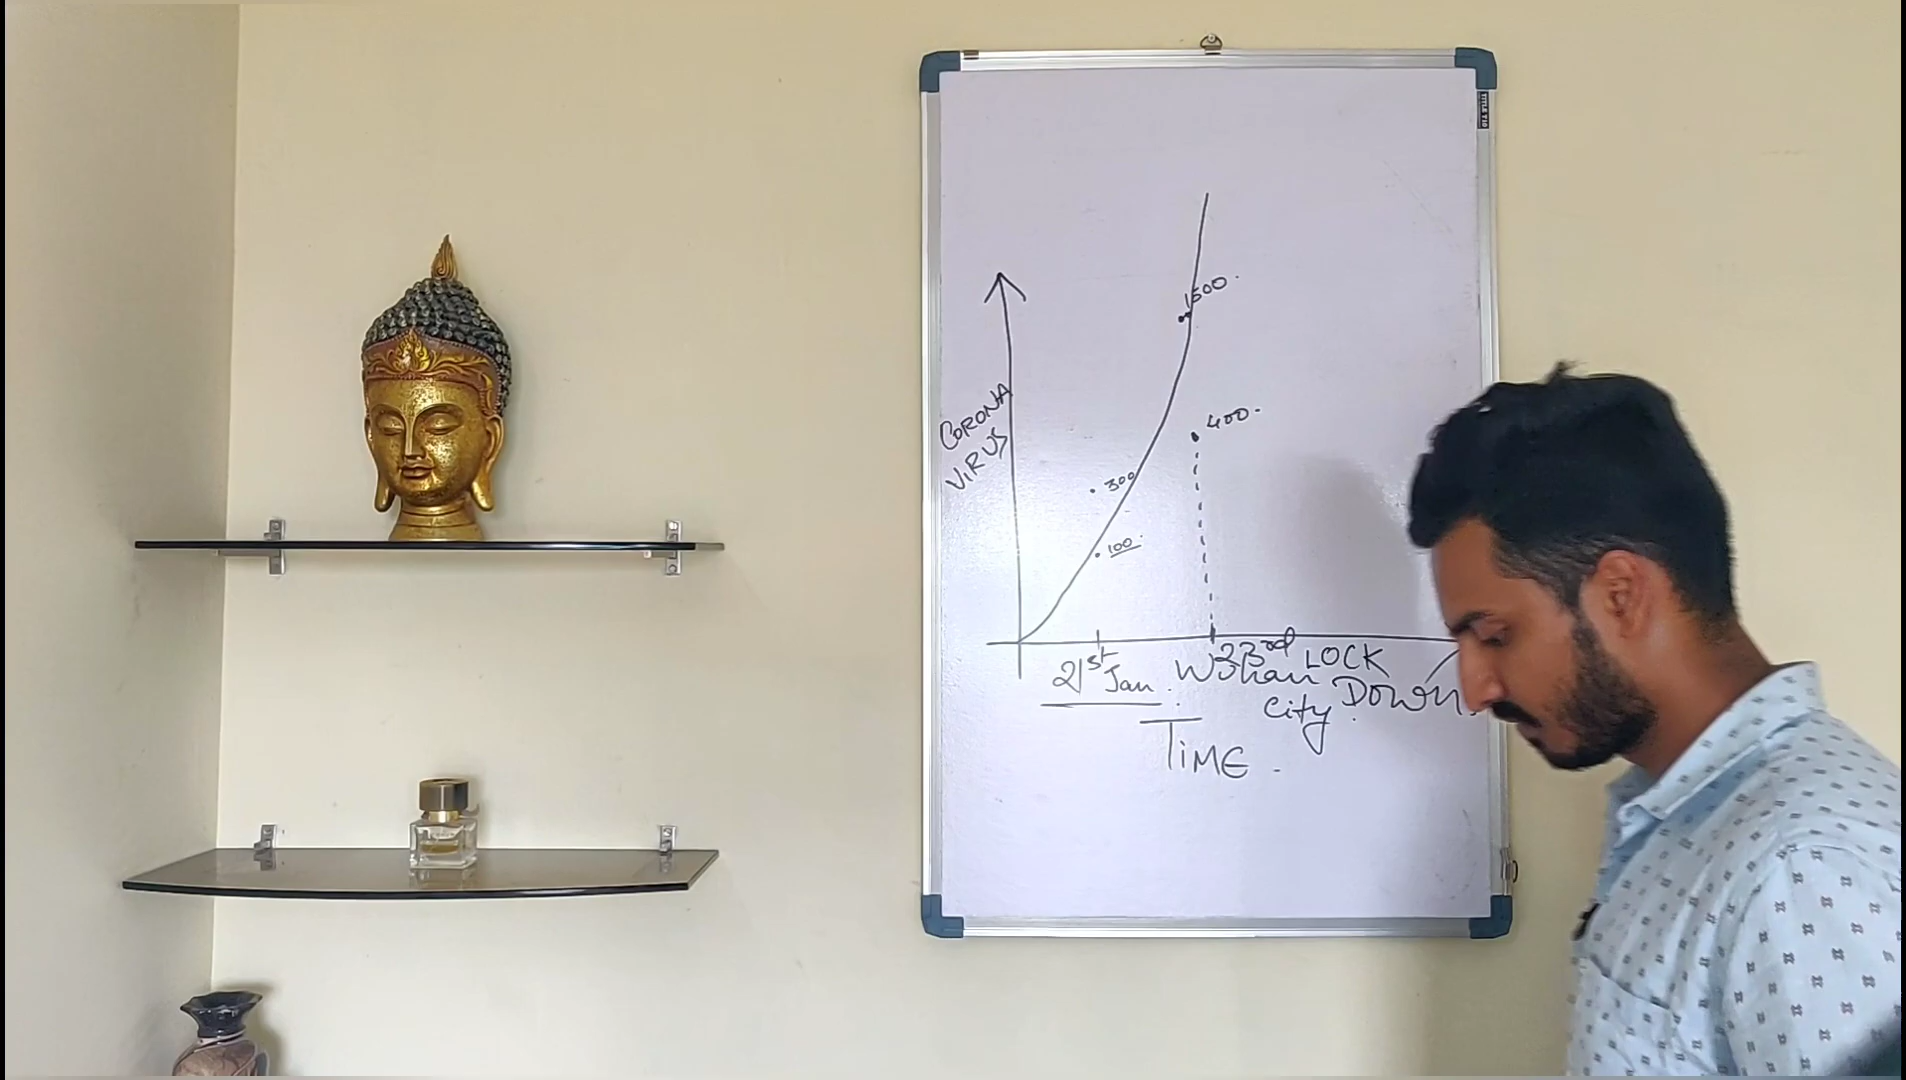 1500.
400.
CORONA
VIRUS
300
100.
21st Jan.
23rd
Wuhan
City.
LOCK
DOWN.
TIME.